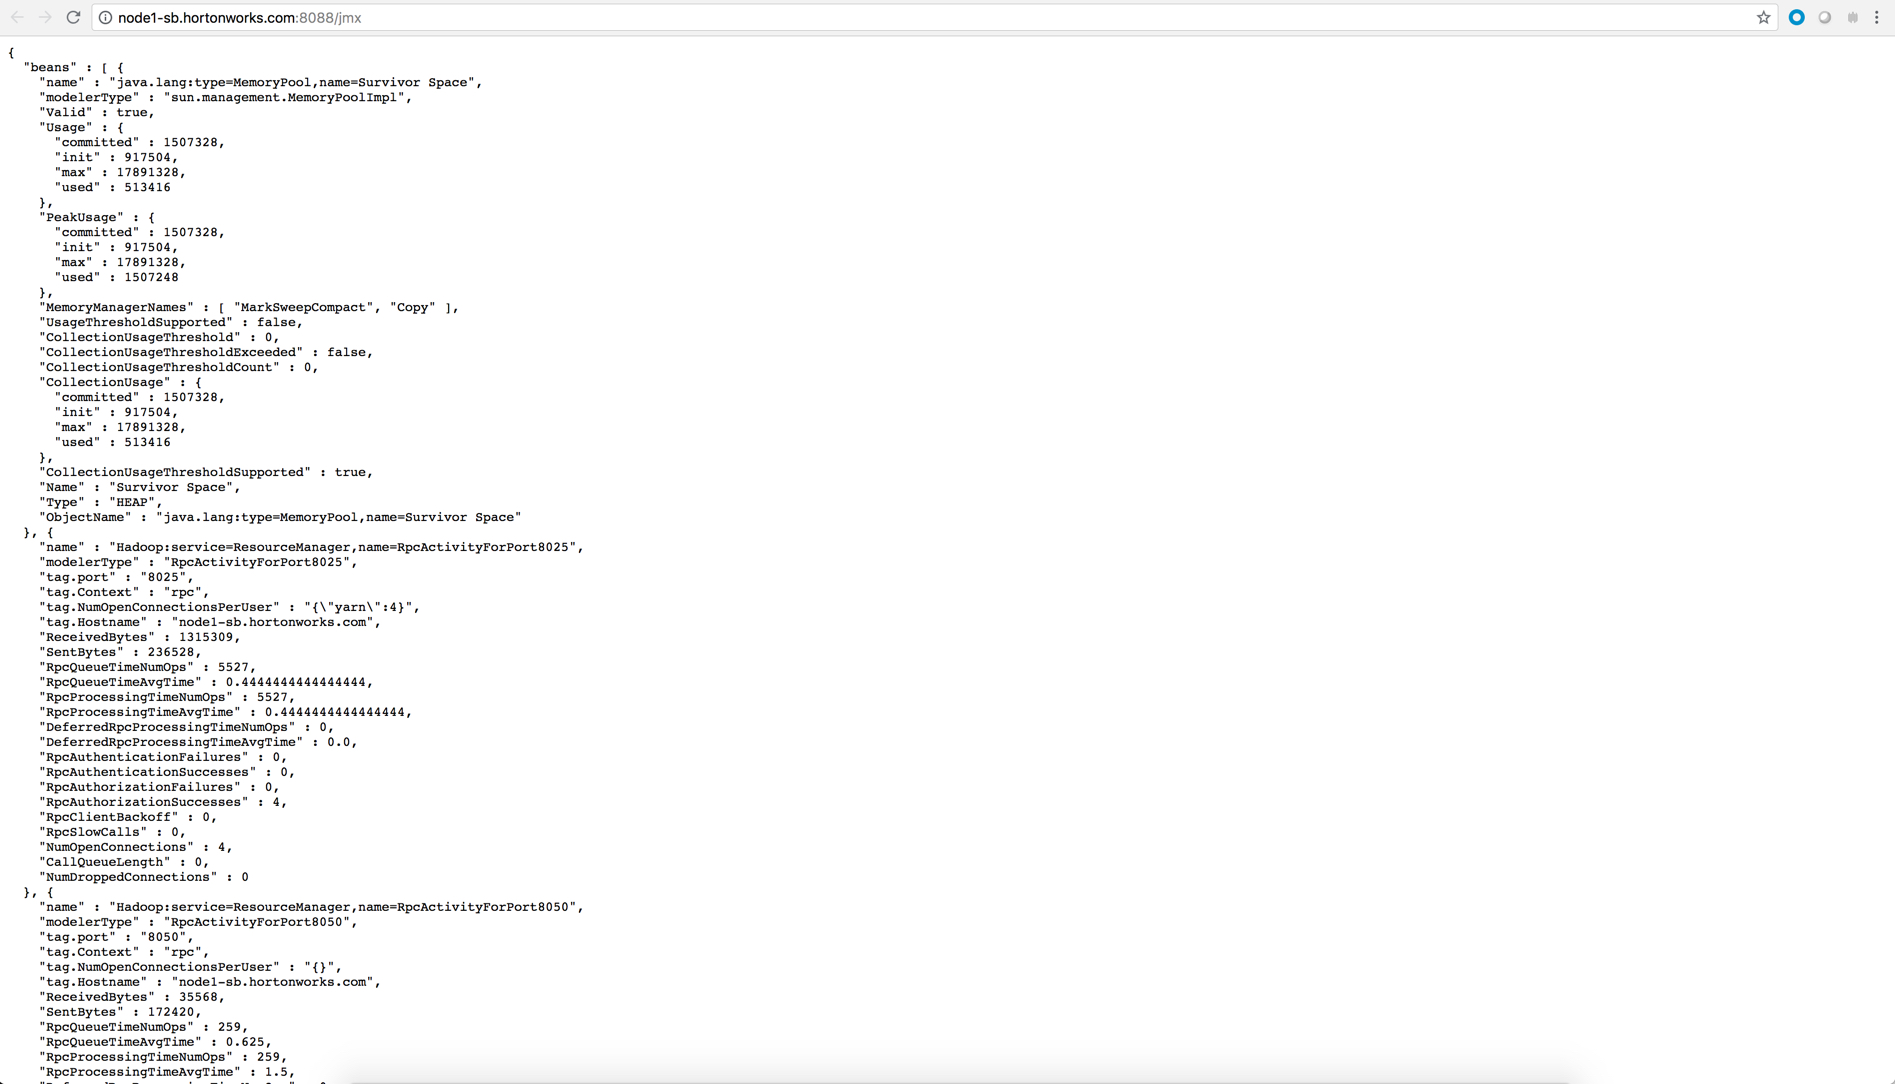 node1-sb.hortonworks.com:8088/jmx
{
  "beans" : [ {
    "name" : "java.lang:type=MemoryPool,name=Survivor Space",
    "modelerType" : "sun.management.MemoryPoolImpl",
    "Valid" : true,
    "Usage" : {
      "committed" : 1507328,
      "init" : 917504,
      "max" : 17891328,
      "used" : 513416
    },
    "PeakUsage" : {
      "committed" : 1507328,
      "init" : 917504,
      "max" : 17891328,
      "used" : 1507248
    },
    "MemoryManagerNames" : [ "MarkSweepCompact", "Copy" ],
    "UsageThresholdSupported" : false,
    "CollectionUsageThreshold" : 0,
    "CollectionUsageThresholdExceeded" : false,
    "CollectionUsageThresholdCount" : 0,
    "CollectionUsage" : {
      "committed" : 1507328,
      "init" : 917504,
      "max" : 17891328,
      "used" : 513416
    },
    "CollectionUsageThresholdSupported" : true,
    "Name" : "Survivor Space",
    "Type" : "HEAP",
    "ObjectName" : "java.lang:type=MemoryPool,name=Survivor Space"
  }, {
    "name" : "Hadoop:service=ResourceManager,name=RpcActivityForPort8025",
    "modelerType" : "RpcActivityForPort8025",
    "tag.port" : "8025",
    "tag.Context" : "rpc",
    "tag.NumOpenConnectionsPerUser" : "{\"yarn\":4}",
    "tag.Hostname" : "node1-sb.hortonworks.com",
    "ReceivedBytes" : 1315309,
    "SentBytes" : 236528,
    "RpcQueueTimeNumOps" : 5527,
    "RpcQueueTimeAvgTime" : 0.4444444444444444,
    "RpcProcessingTimeNumOps" : 5527,
    "RpcProcessingTimeAvgTime" : 0.4444444444444444,
    "DeferredRpcProcessingTimeNumOps" : 0,
    "DeferredRpcProcessingTimeAvgTime" : 0.0,
    "RpcAuthenticationFailures" : 0,
    "RpcAuthenticationSuccesses" : 0,
    "RpcAuthorizationFailures" : 0,
    "RpcAuthorizationSuccesses" : 4,
    "RpcClientBackoff" : 0,
    "RpcSlowCalls" : 0,
    "NumOpenConnections" : 4,
    "CallQueueLength" : 0,
    "NumDroppedConnections" : 0
  }, {
    "name" : "Hadoop:service=ResourceManager,name=RpcActivityForPort8050",
    "modelerType" : "RpcActivityForPort8050",
    "tag.port" : "8050",
    "tag.Context" : "rpc",
    "tag.NumOpenConnectionsPerUser" : "{}",
    "tag.Hostname" : "node1-sb.hortonworks.com",
    "ReceivedBytes" : 35568,
    "SentBytes" : 172420,
    "RpcQueueTimeNumOps" : 259,
    "RpcQueueTimeAvgTime" : 0.625,
    "RpcProcessingTimeNumOps" : 259,
    "RpcProcessingTimeAvgTime" : 1.5,